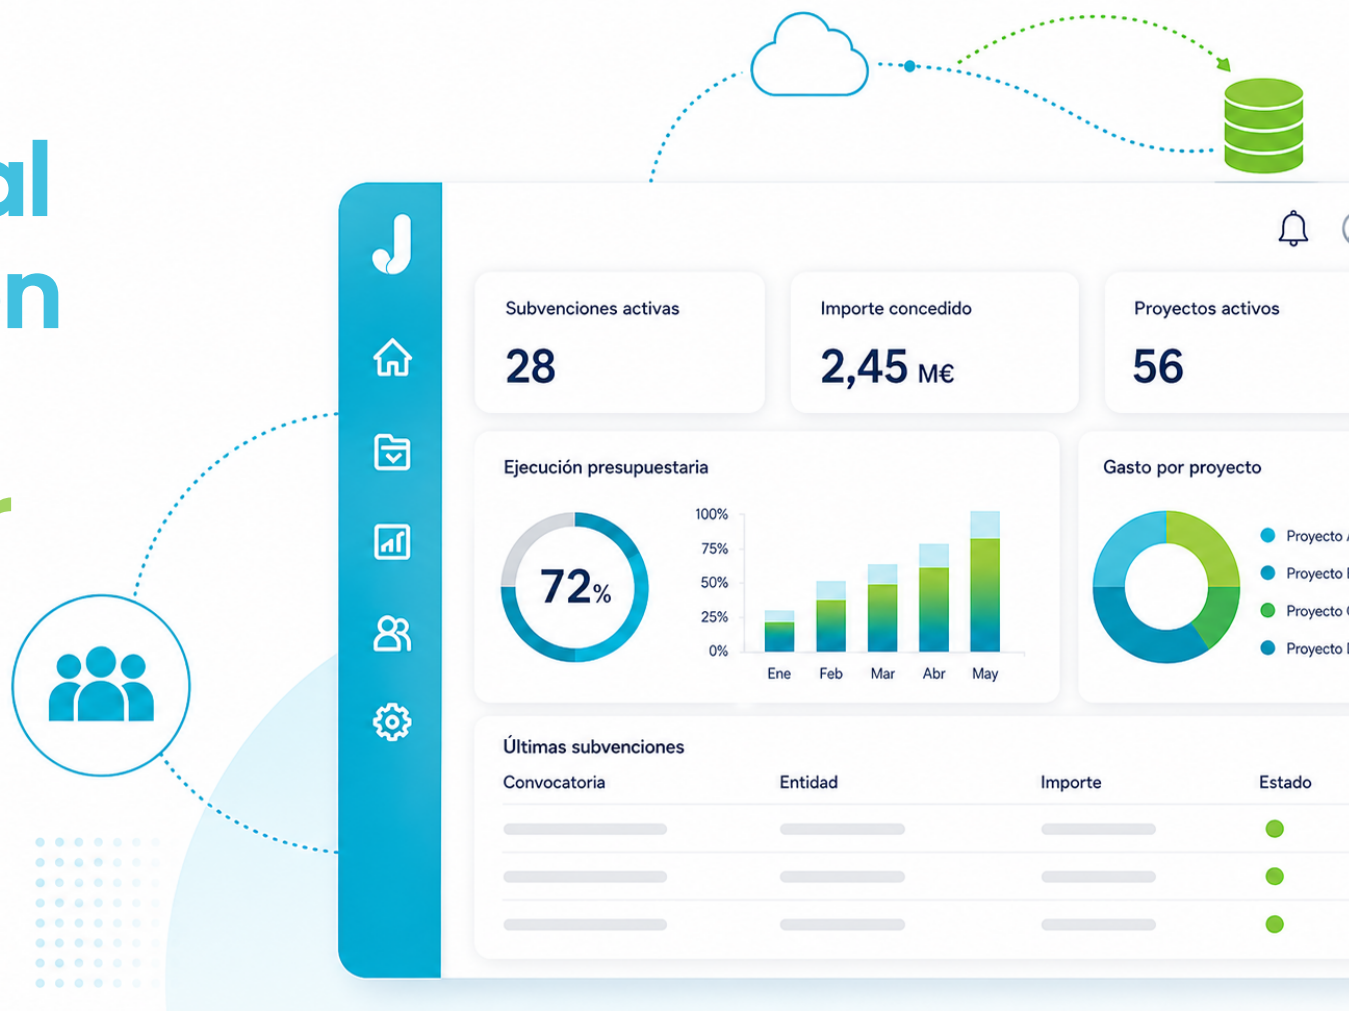 al
n
r
J
Subvenciones activas
28
Importe concedido
2,45 M€
Proyectos activos
56
Ejecución presupuestaria
72%
100%
75%
50%
25%
0%
Ene Feb Mar Abr May
Gasto por proyecto
Proyecto
Proyecto
Proyecto
Proyecto
Últimas subvenciones
Convocatoria Entidad Importe Estado